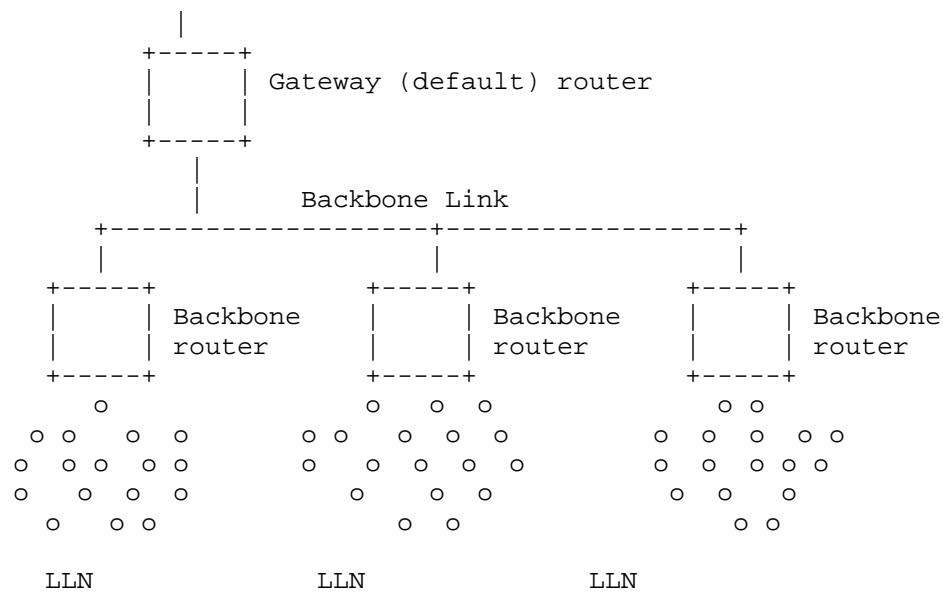 Gateway (default) router
Backbone Link
Backbone Backbone Backbone
router router router
LLN LLN LLN